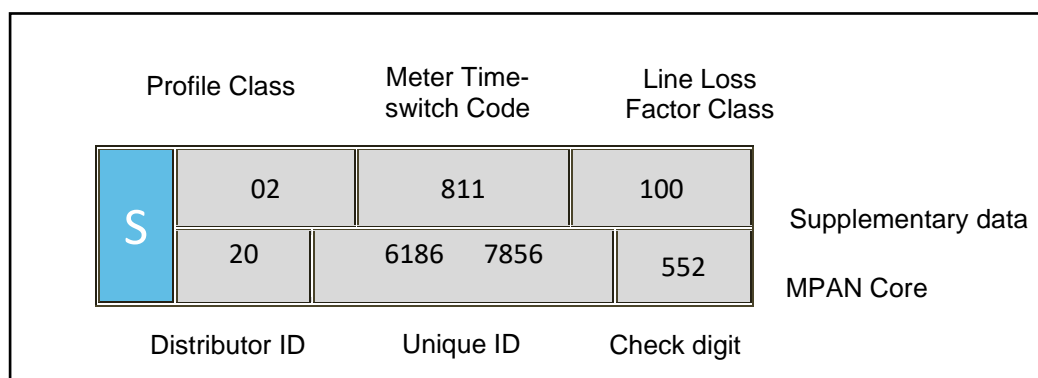 Profile Class
Meter Time-
switch Code
Line Loss
Factor Class
S
02
811
100
Supplementary data
20
6186 7856
552
MPAN Core
Distributor ID
Unique ID
Check digit